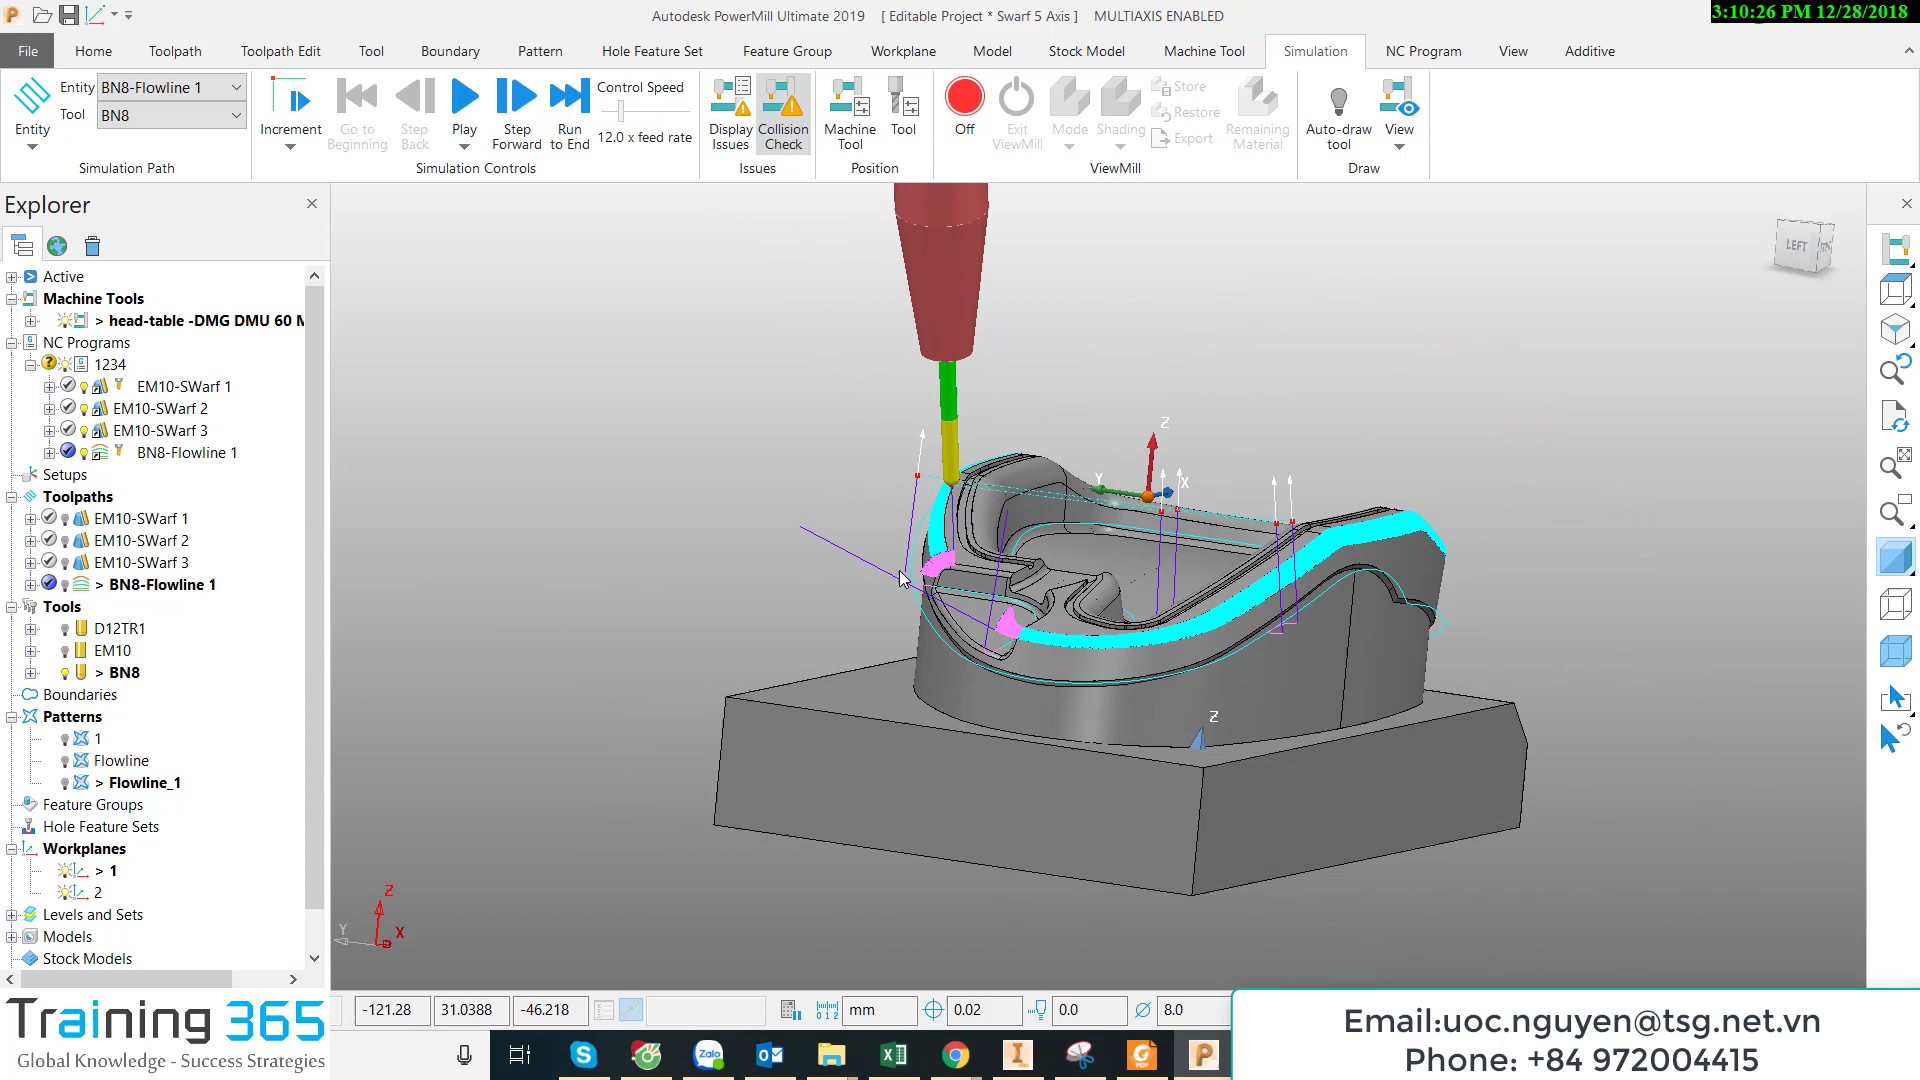 Autodesk PowerMill Ultimate 2019 [ Editable Project * Swarf 5 Axis ] MULTIAXIS ENABLED
3:10:26 PM 12/28/2018
File Home Toolpath Toolpath Edit Tool Boundary Pattern Hole Feature Set Feature Group Workplane Model Stock Model Machine Tool Simulation NC Program View Additive
Entity BN8-Flowline 1
Tool BN8
Entity
Simulation Path
Increment
Go to Beginning
Step Back
Play
Step Forward
Run to End
Control Speed
12.0 x feed rate
Simulation Controls
Display Issues
Collision Check
Issues
Machine Tool
Tool
Position
Off
Exit ViewMill
Mode
Shading
Store
Restore
Export
Remaining Material
ViewMill
Auto-draw tool
View
Draw
Explorer
Active
Machine Tools
> head-table -DMG DMU 60 M
NC Programs
1234
EM10-SWarf 1
EM10-SWarf 2
EM10-SWarf 3
BN8-Flowline 1
Setups
Toolpaths
EM10-SWarf 1
EM10-SWarf 2
EM10-SWarf 3
> BN8-Flowline 1
Tools
D12TR1
EM10
> BN8
Boundaries
Patterns
1
Flowline
> Flowline_1
Feature Groups
Hole Feature Sets
Workplanes
> 1
2
Levels and Sets
Models
Stock Models
LEFT
Z
Y
X
Z
Z
Y
X
-121.28 31.0388 -46.218 mm 0.02 0.0 8.0
Training 365
Global Knowledge - Success Strategies
Zalo
Email:uoc.nguyen@tsg.net.vn
Phone: +84 972004415